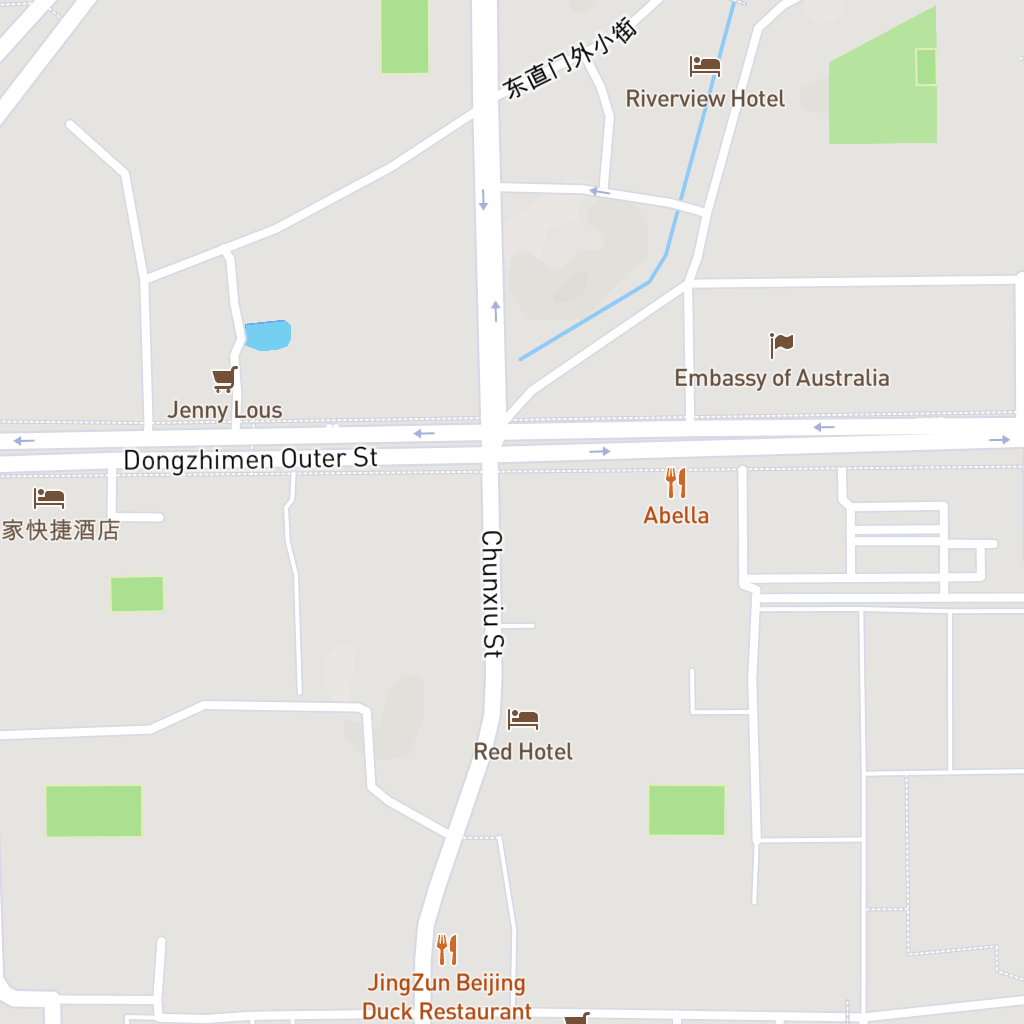 东直门外小街
Riverview Hotel
Embassy of Australia
Jenny Lous
Dongzhimen Outer St
Abella
家快捷酒店
Chunxiu St
Red Hotel
JingZun Beijing
Duck Restaurant